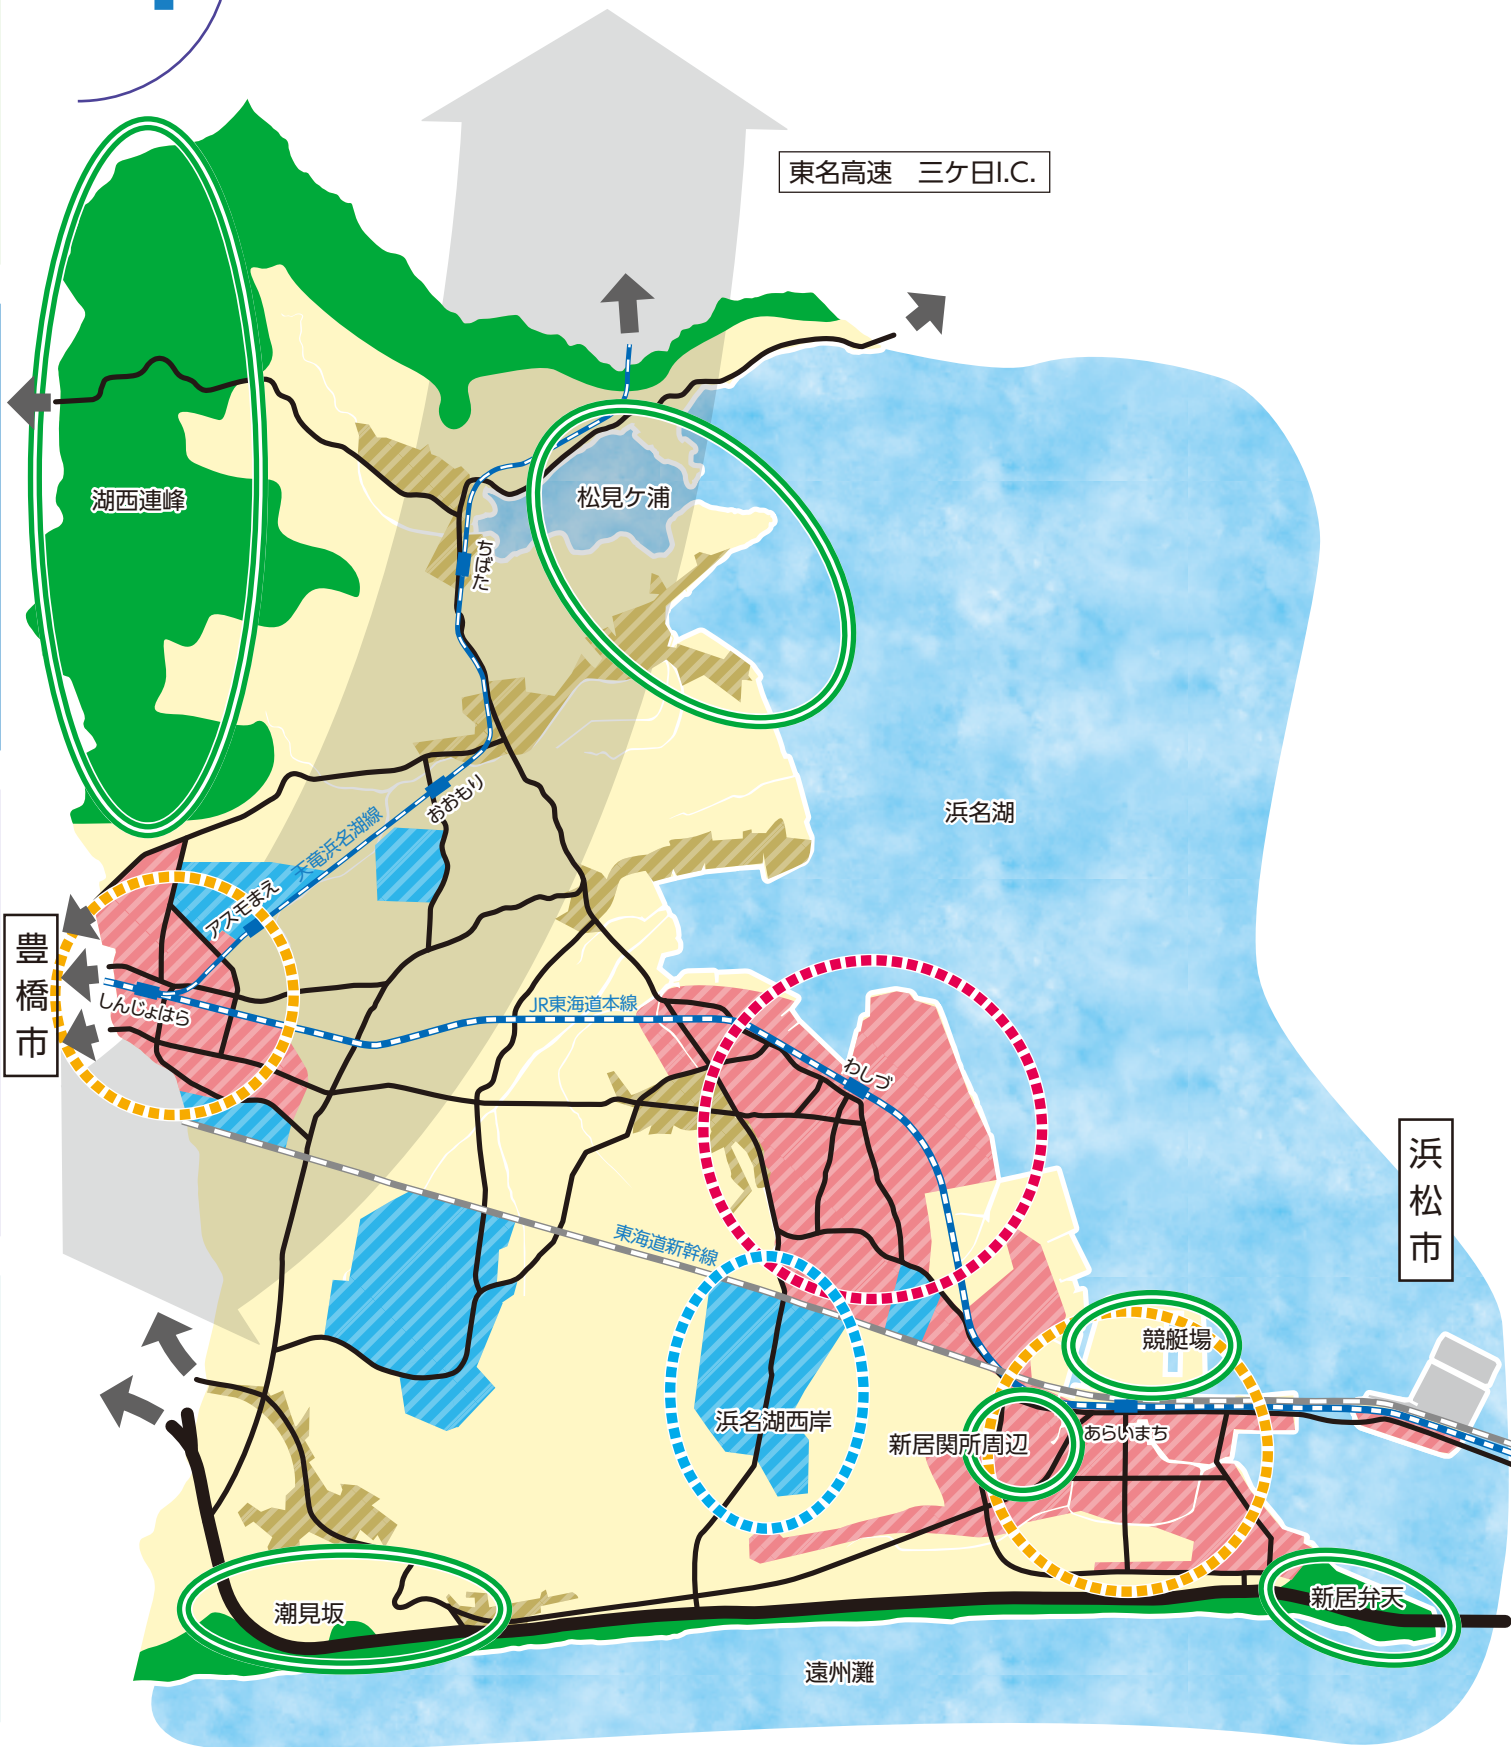 東名高速　三ケ日I.C.
湖西連峰
松見ケ浦
ちばた
おおもり
天竜浜名湖線
アスモまえ
浜名湖
豊橋市
しんじょはら
JR東海道本線
わしづ
浜松市
東海道新幹線
競艇場
浜名湖西岸
新居関所周辺
あらいまち
新居弁天
潮見坂
遠州灘